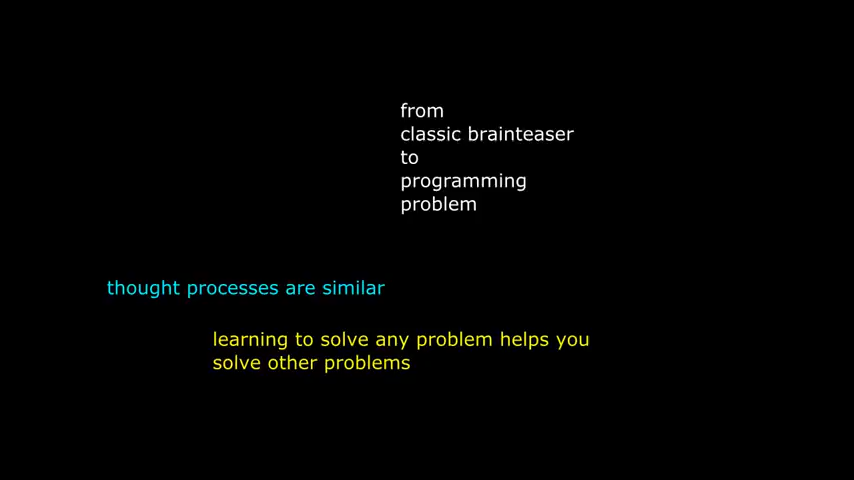 from
classic brainteaser
to
programming
problem
thought processes are similar
learning to solve any problem helps you
solve other problems